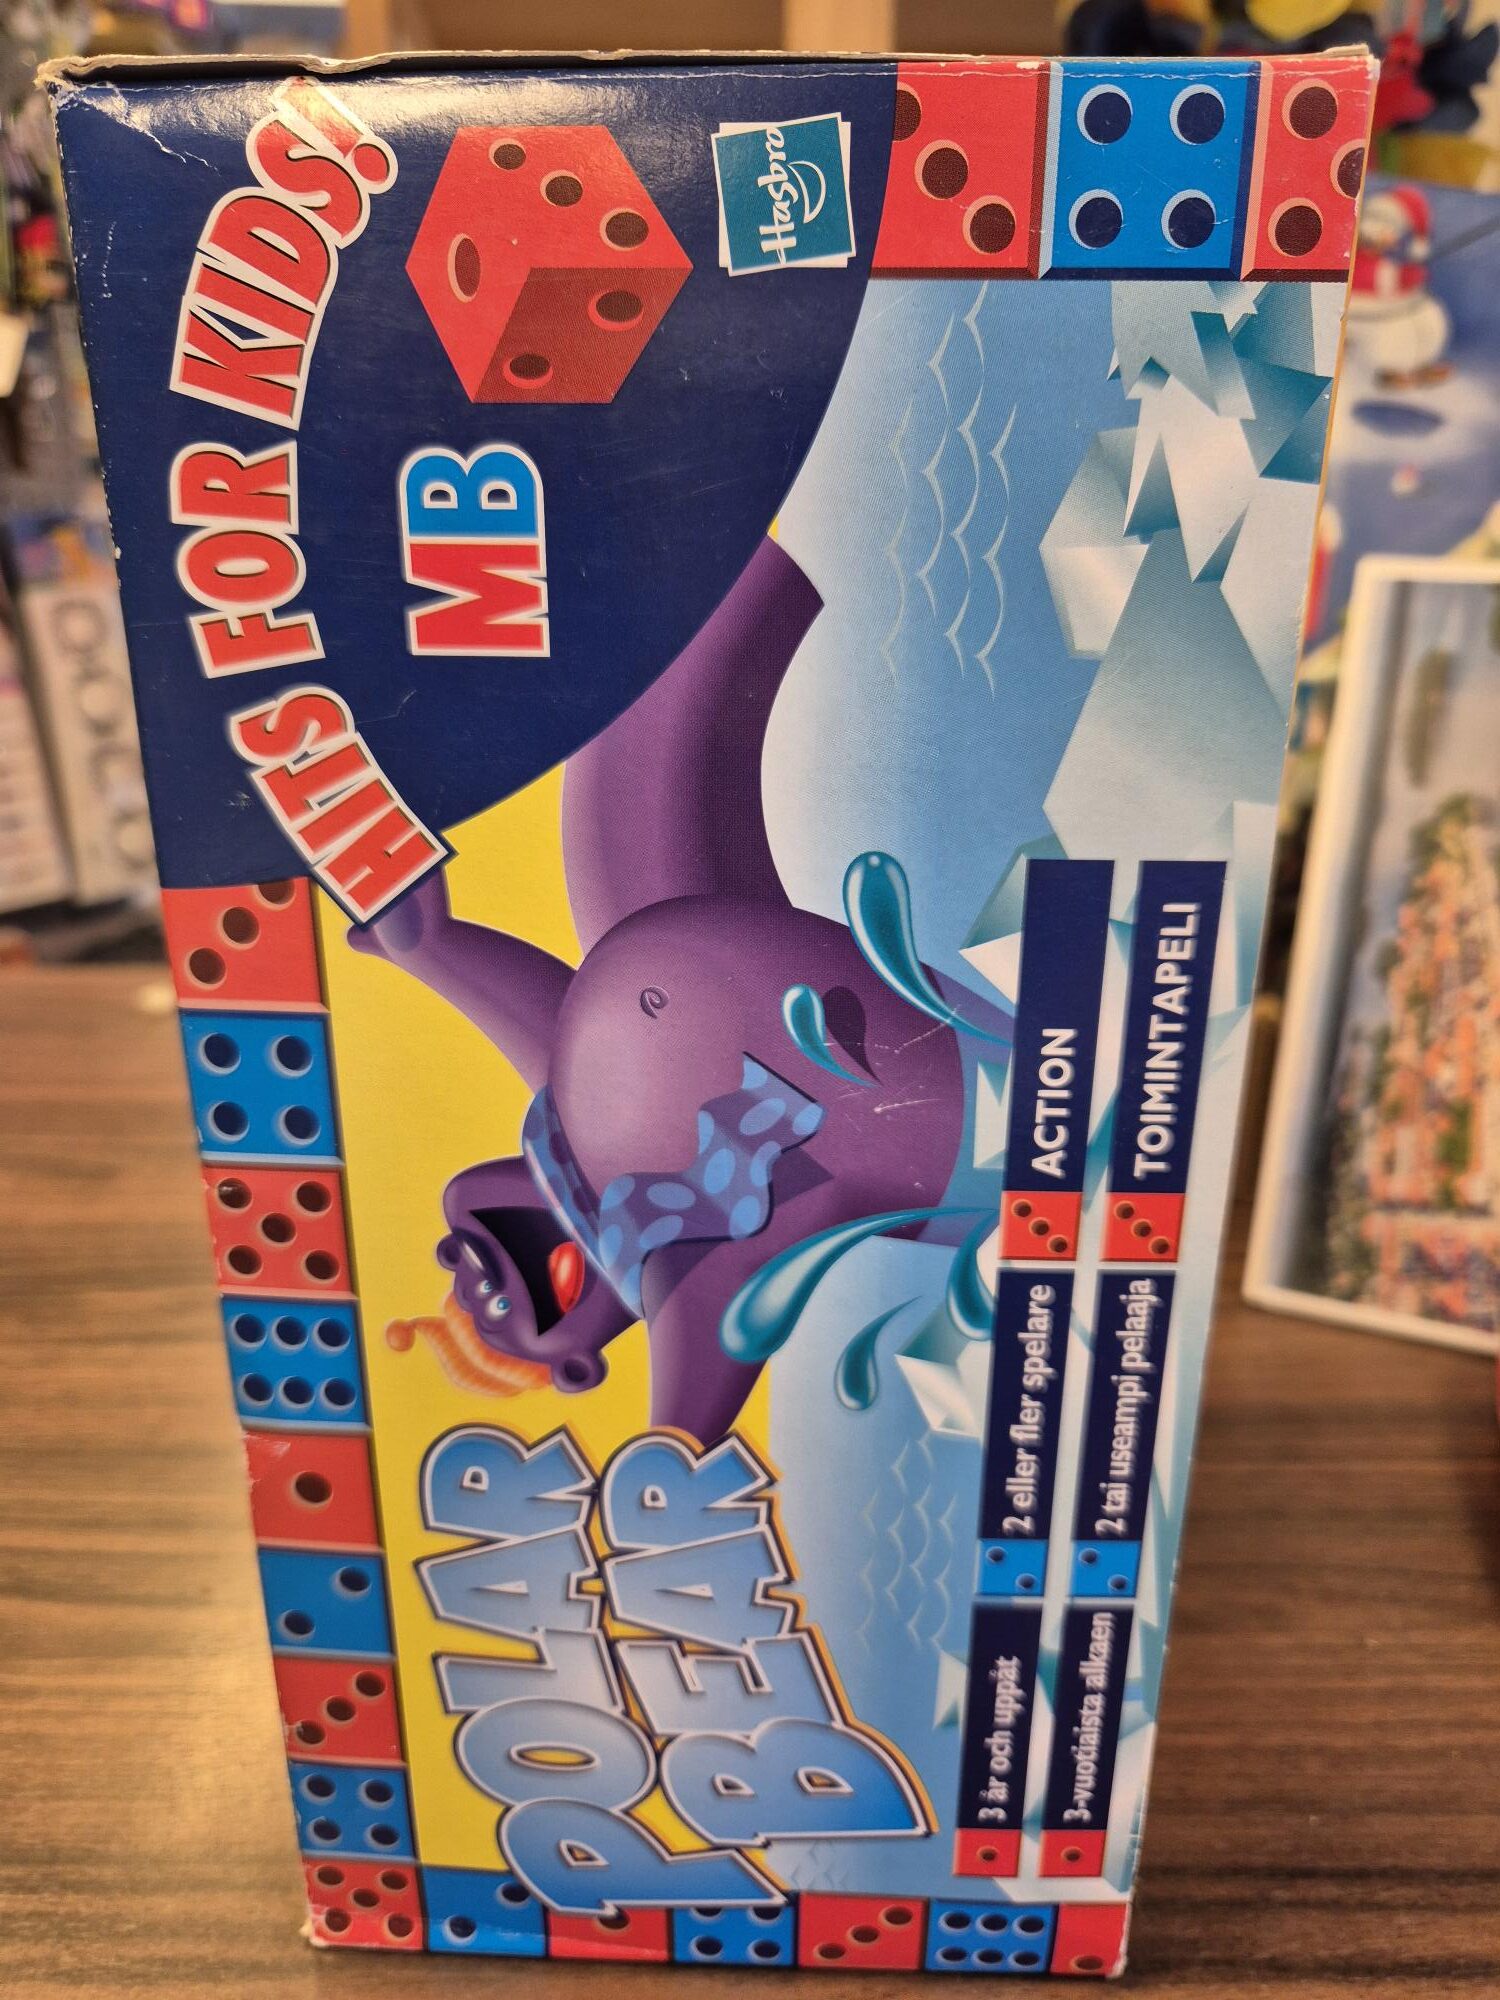 HITS FOR KIDS!
MB
Hasbro
POLAR
BEAR
3 år och uppåt
2 eller fler spelare
ACTION
3-vuotiaista alkaen
2 tai useampi pelaaja
TOIMINTAPELI